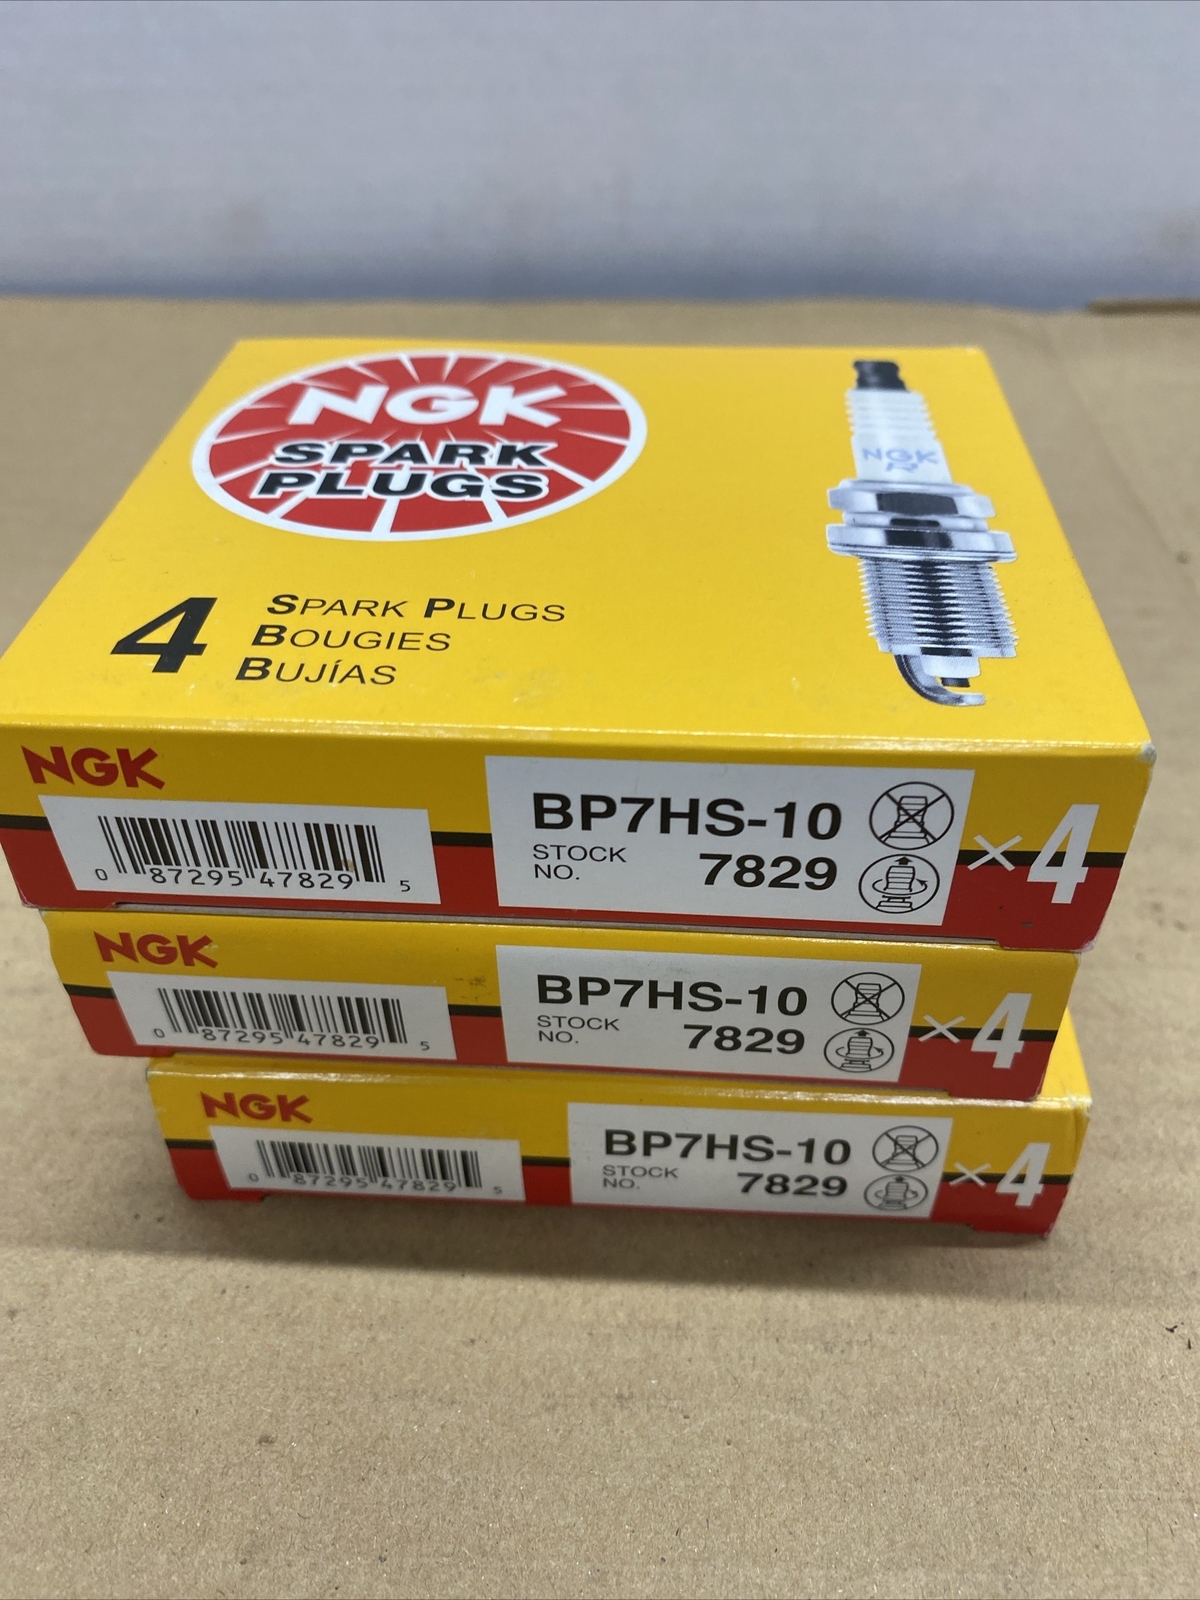 NGK
SPARK
PLUGS
NGK
R
4 SPARK PLUGS
BOUGIES
BUJÍAS
NGK
0 87295 47829 5
BP7HS-10
STOCK NO. 7829
×4
NGK
0 87295 47829 5
BP7HS-10
STOCK NO. 7829
×4
NGK
0 87295 47829 5
BP7HS-10
STOCK NO. 7829
×4